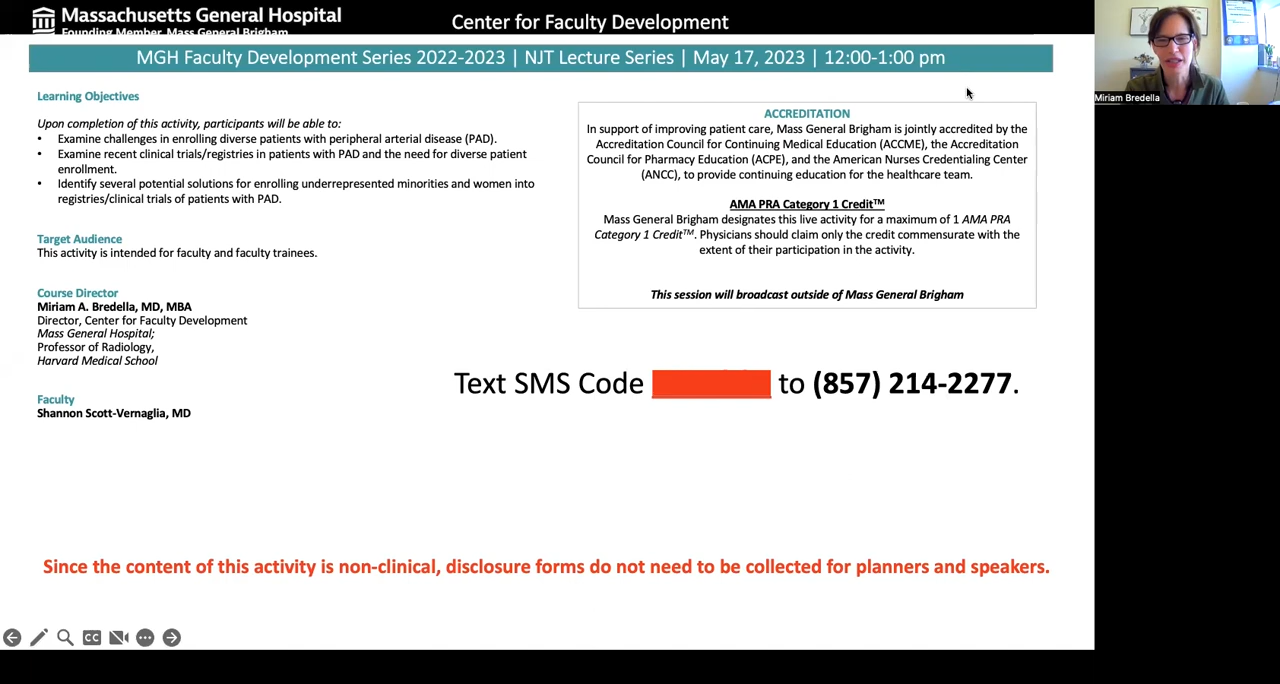 Massachusetts General Hospital
Founding Member, Mass General Brigham
Center for Faculty Development
MGH Faculty Development Series 2022-2023 | NJT Lecture Series | May 17, 2023 | 12:00-1:00 pm
Miriam Bredella
Learning Objectives
Upon completion of this activity, participants will be able to:
• Examine challenges in enrolling diverse patients with peripheral arterial disease (PAD).
• Examine recent clinical trials/registries in patients with PAD and the need for diverse patient
enrollment.
• Identify several potential solutions for enrolling underrepresented minorities and women into
registries/clinical trials of patients with PAD.
Target Audience
This activity is intended for faculty and faculty trainees.
Course Director
Miriam A. Bredella, MD, MBA
Director, Center for Faculty Development
Mass General Hospital;
Professor of Radiology,
Harvard Medical School
Faculty
Shannon Scott-Vernaglia, MD
ACCREDITATION
In support of improving patient care, Mass General Brigham is jointly accredited by the
Accreditation Council for Continuing Medical Education (ACCME), the Accreditation
Council for Pharmacy Education (ACPE), and the American Nurses Credentialing Center
(ANCC), to provide continuing education for the healthcare team.
AMA PRA Category 1 Credit™
Mass General Brigham designates this live activity for a maximum of 1 AMA PRA
Category 1 Credit™. Physicians should claim only the credit commensurate with the
extent of their participation in the activity.
This session will broadcast outside of Mass General Brigham
Text SMS Code to (857) 214-2277.
Since the content of this activity is non-clinical, disclosure forms do not need to be collected for planners and speakers.
CC